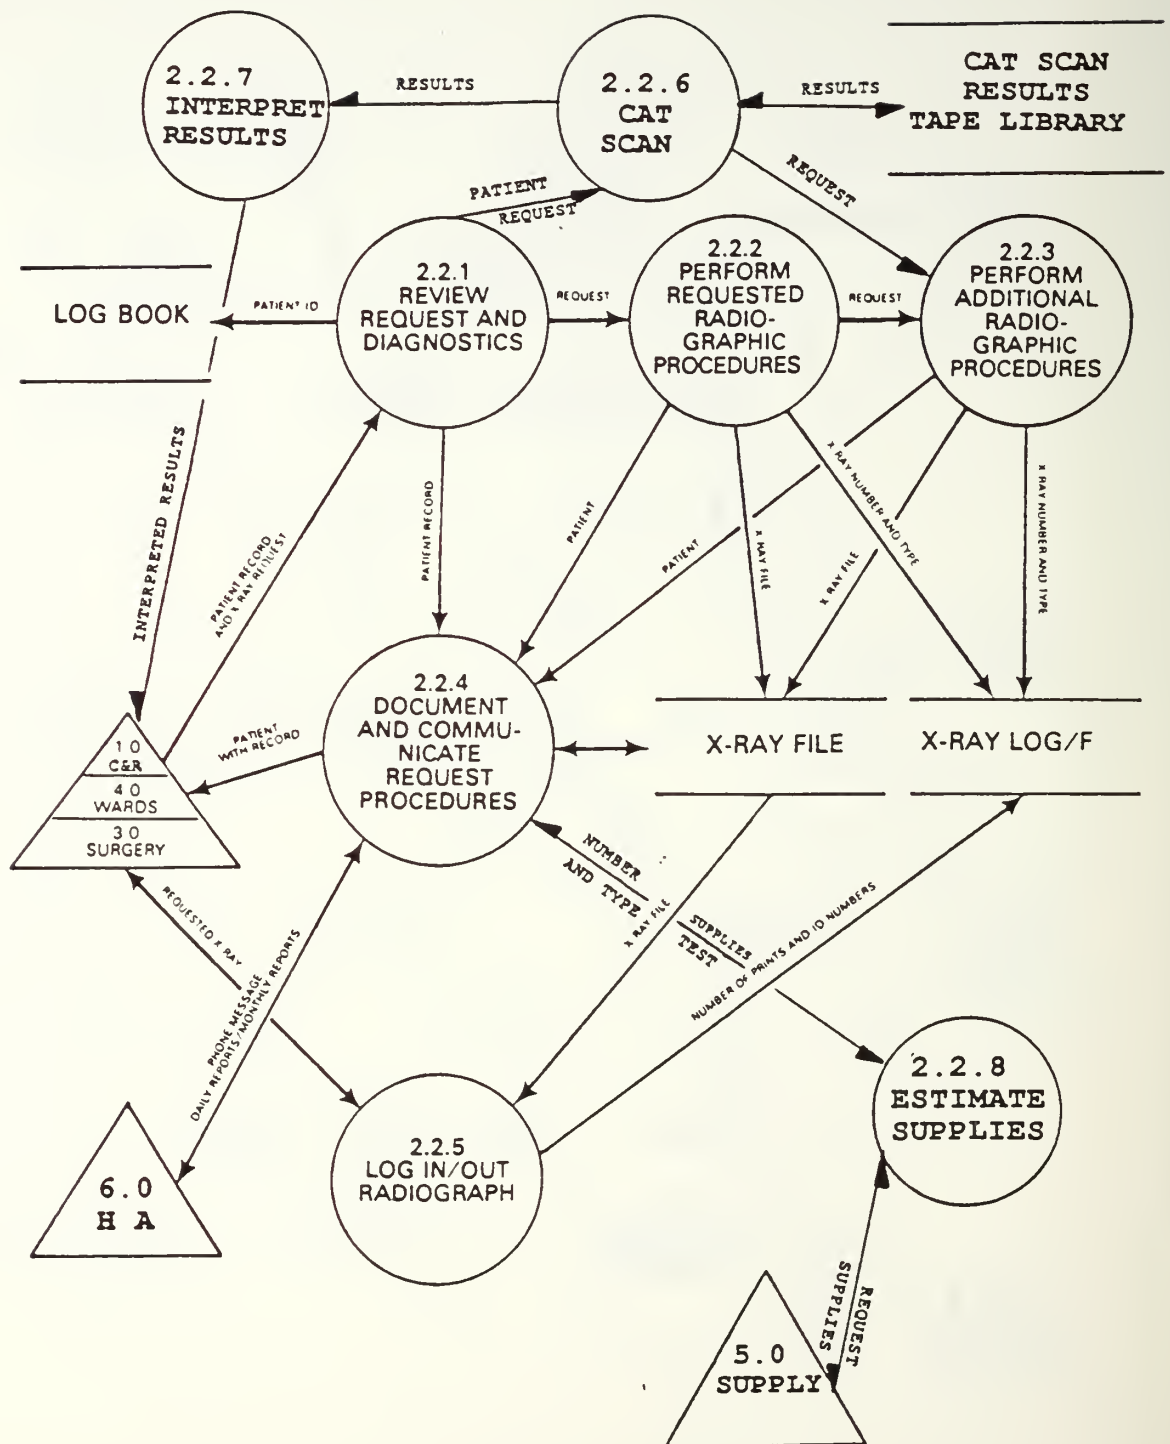 2.2.7
INTERPRET
RESULTS
RESULTS
2.2.6
CAT
SCAN
RESULTS
CAT SCAN
RESULTS
TAPE LIBRARY
PATIENT
REQUEST
REQUEST
LOG BOOK
PATIENT ID
2.2.1
REVIEW
REQUEST AND
DIAGNOSTICS
REQUEST
2.2.2
PERFORM
REQUESTED
RADIO-
GRAPHIC
PROCEDURES
REQUEST
2.2.3
PERFORM
ADDITIONAL
RADIO-
GRAPHIC
PROCEDURES
INTERPRETED RESULTS
PATIENT RECORD
AND X RAY REQUEST
PATIENT RECORD
PATIENT
PATIENT
X RAY FILE
X RAY NUMBER AND TYPE
X RAY FILE
X RAY NUMBER AND TYPE
1 0
C&R
4 0
WARDS
3 0
SURGERY
PATIENT
WITH RECORD
2.2.4
DOCUMENT
AND COMMU-
NICATE
REQUEST
PROCEDURES
X-RAY FILE
X-RAY LOG/F
REQUESTED X RAY
PHONE MESSAGE
DAILY REPORTS/MONTHLY REPORTS
NUMBER
AND TYPE
SUPPLIES
TEST
X RAY FILE
NUMBER OF PRINTS AND ID NUMBERS
6.0
H A
2.2.5
LOG IN/OUT
RADIOGRAPH
2.2.8
ESTIMATE
SUPPLIES
SUPPLIES
REQUEST
5.0
SUPPLY